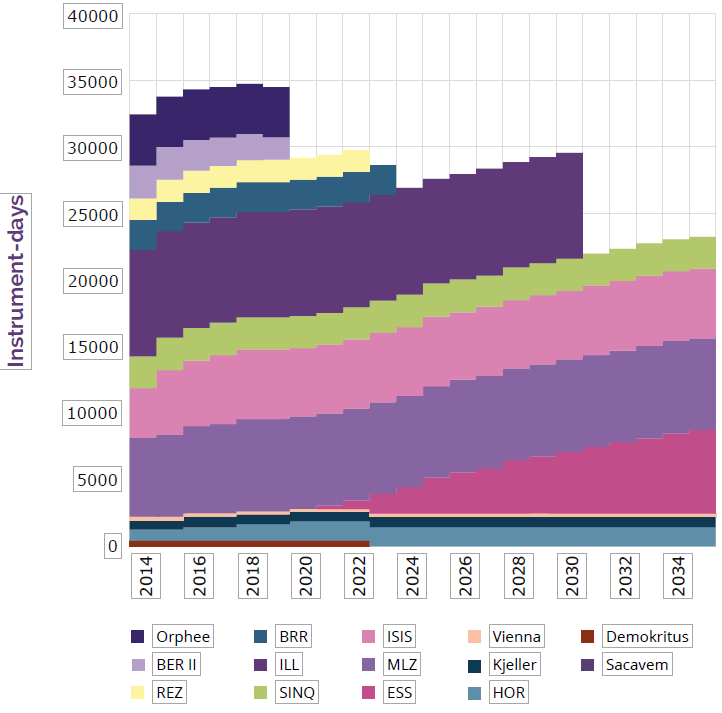 40000
35000
30000
25000
20000
15000
10000
5000
0
Instrument-days
2014 2016 2018 2020 2022 2024 2026 2028 2030 2032 2034
Orphee BRR ISIS Vienna Demokritus
BER II ILL MLZ Kjeller Sacavem
REZ SINQ ESS HOR